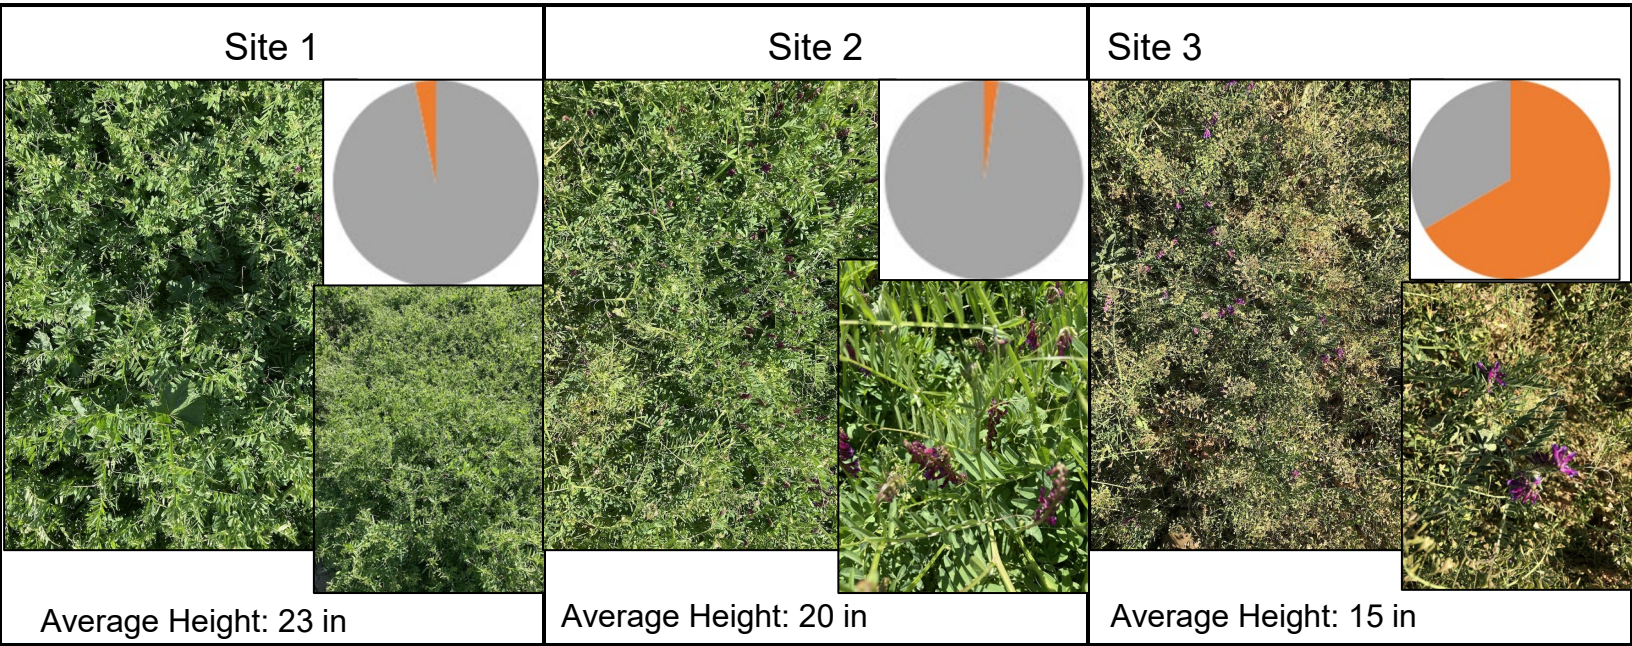 Site 1
Site 2
Site 3
Average Height: 23 in
Average Height: 20 in
Average Height: 15 in